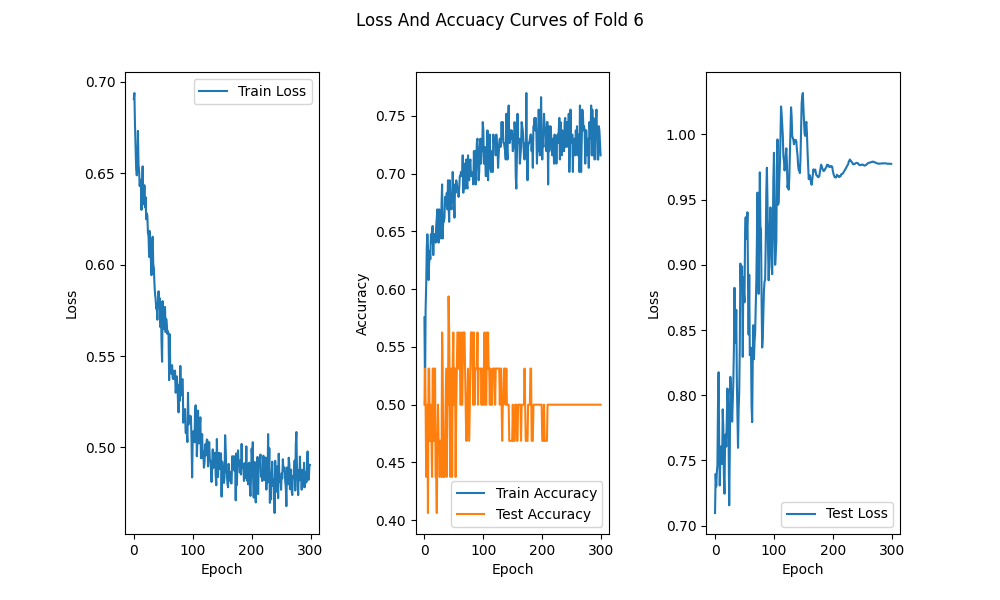 Loss And Accuacy Curves of Fold 6
Loss
0.70
0.65
0.60
0.55
0.50
Train Loss
0 100 200 300
Epoch
Accuracy
0.75
0.70
0.65
0.60
0.55
0.50
0.45
0.40
Train Accuracy
Test Accuracy
0 100 200 300
Epoch
Loss
1.00
0.95
0.90
0.85
0.80
0.75
0.70
Test Loss
0 100 200 300
Epoch